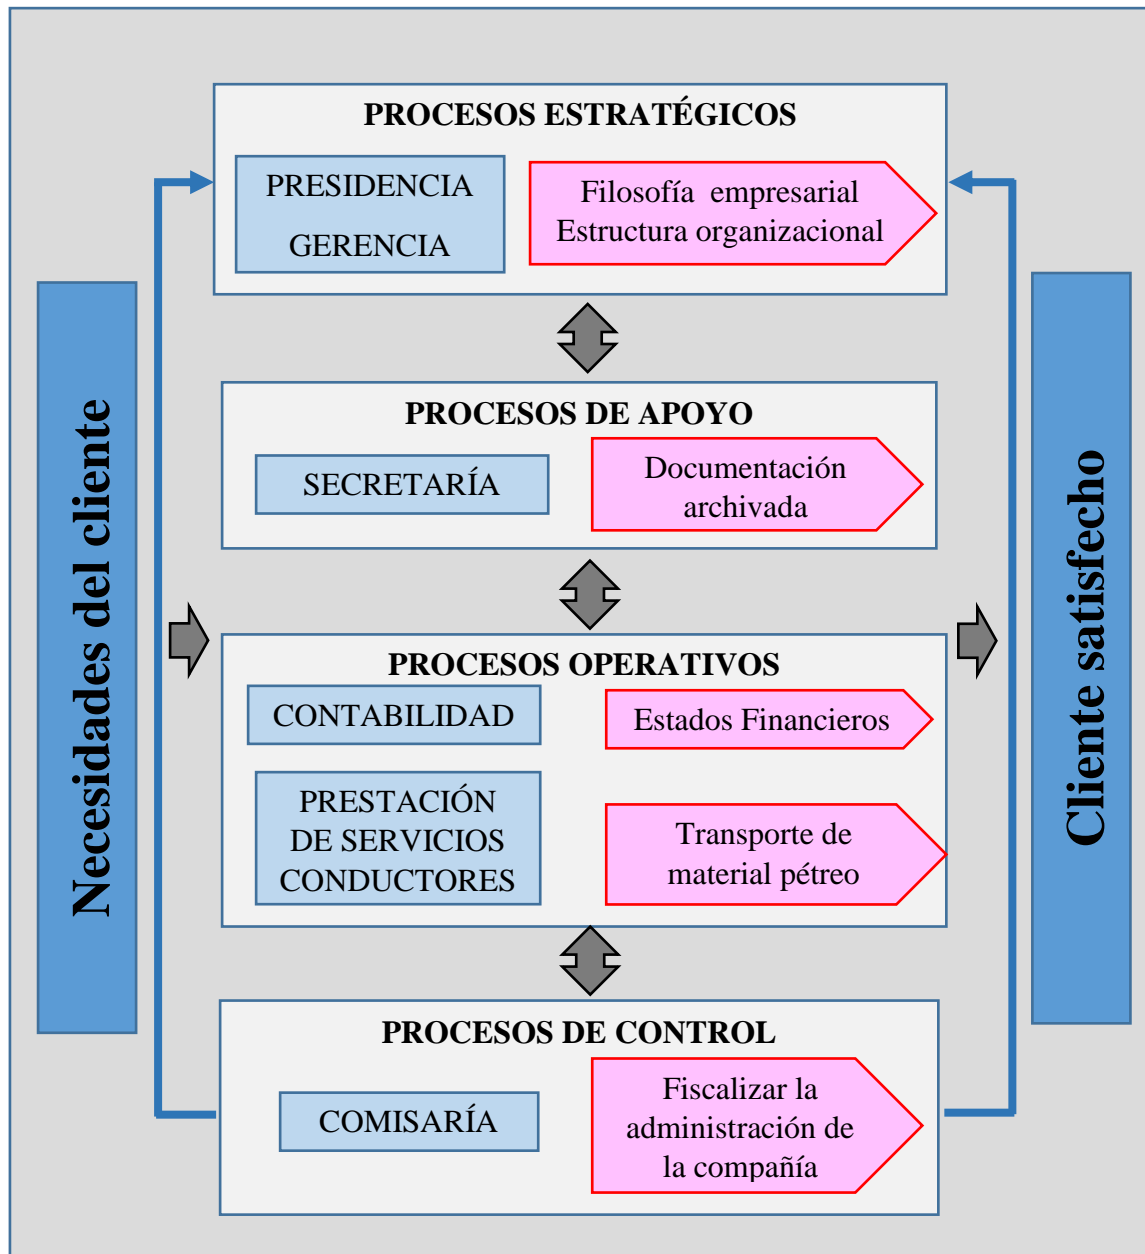 PROCESOS ESTRATÉGICOS
PRESIDENCIA
GERENCIA
Filosofía empresarial
Estructura organizacional
Necesidades del cliente
Cliente satisfecho
PROCESOS DE APOYO
SECRETARÍA
Documentación
archivada
PROCESOS OPERATIVOS
CONTABILIDAD
Estados Financieros
PRESTACIÓN
DE SERVICIOS
CONDUCTORES
Transporte de
material pétreo
PROCESOS DE CONTROL
COMISARÍA
Fiscalizar la
administración de
la compañía